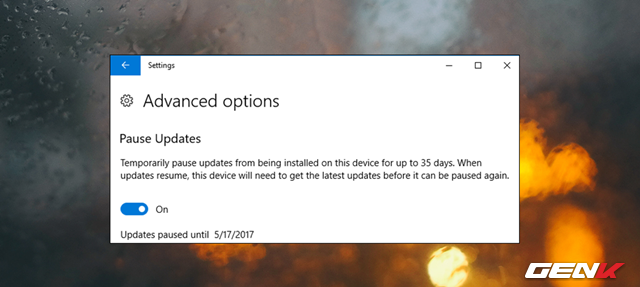 Settings
Advanced options
Pause Updates
Temporarily pause updates from being installed on this device for up to 35 days. When
updates resume, this device will need to get the latest updates before it can be paused again.
On
Updates paused until 5/17/2017
GENK